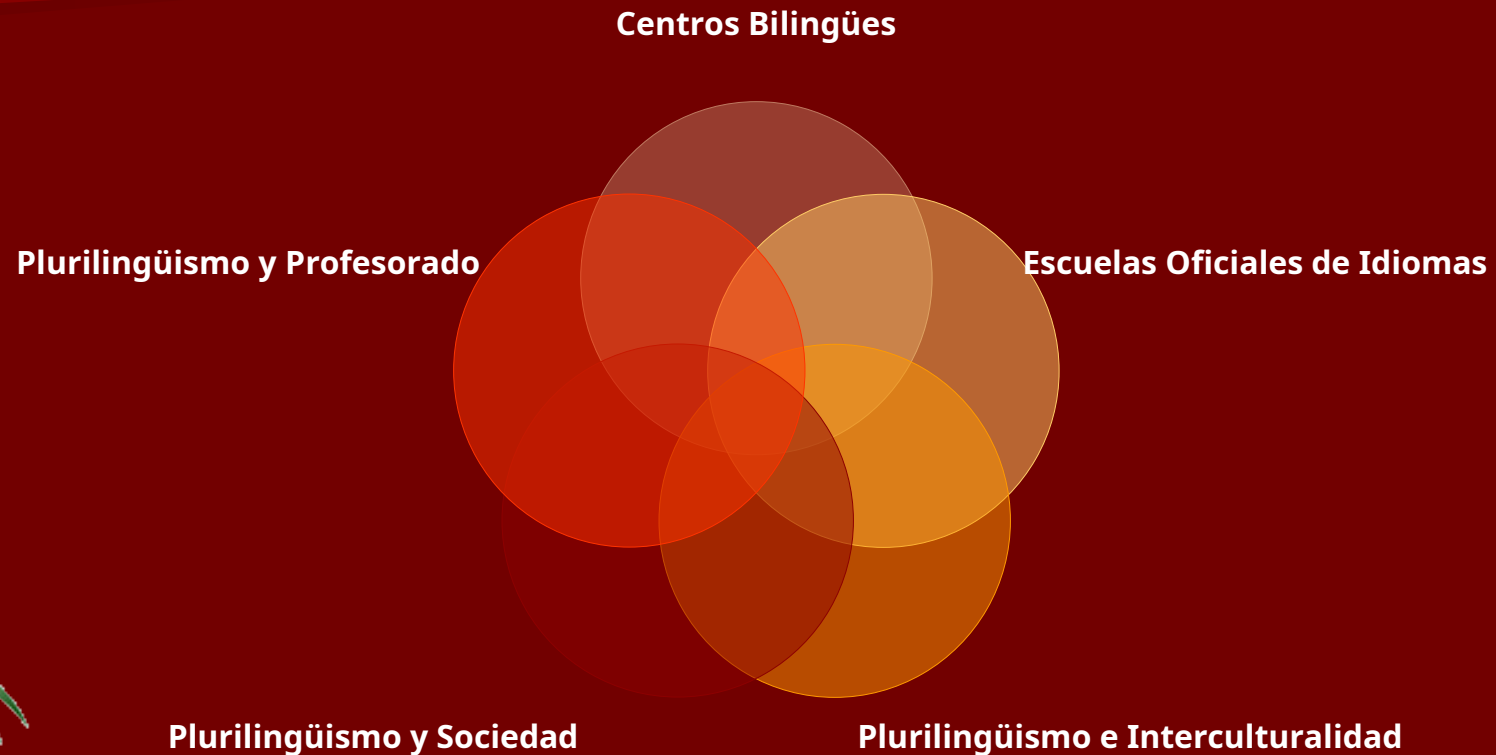 Centros Bilingües
Plurilingüismo y Profesorado
Escuelas Oficiales de Idiomas
Plurilingüismo y Sociedad
Plurilingüismo e Interculturalidad